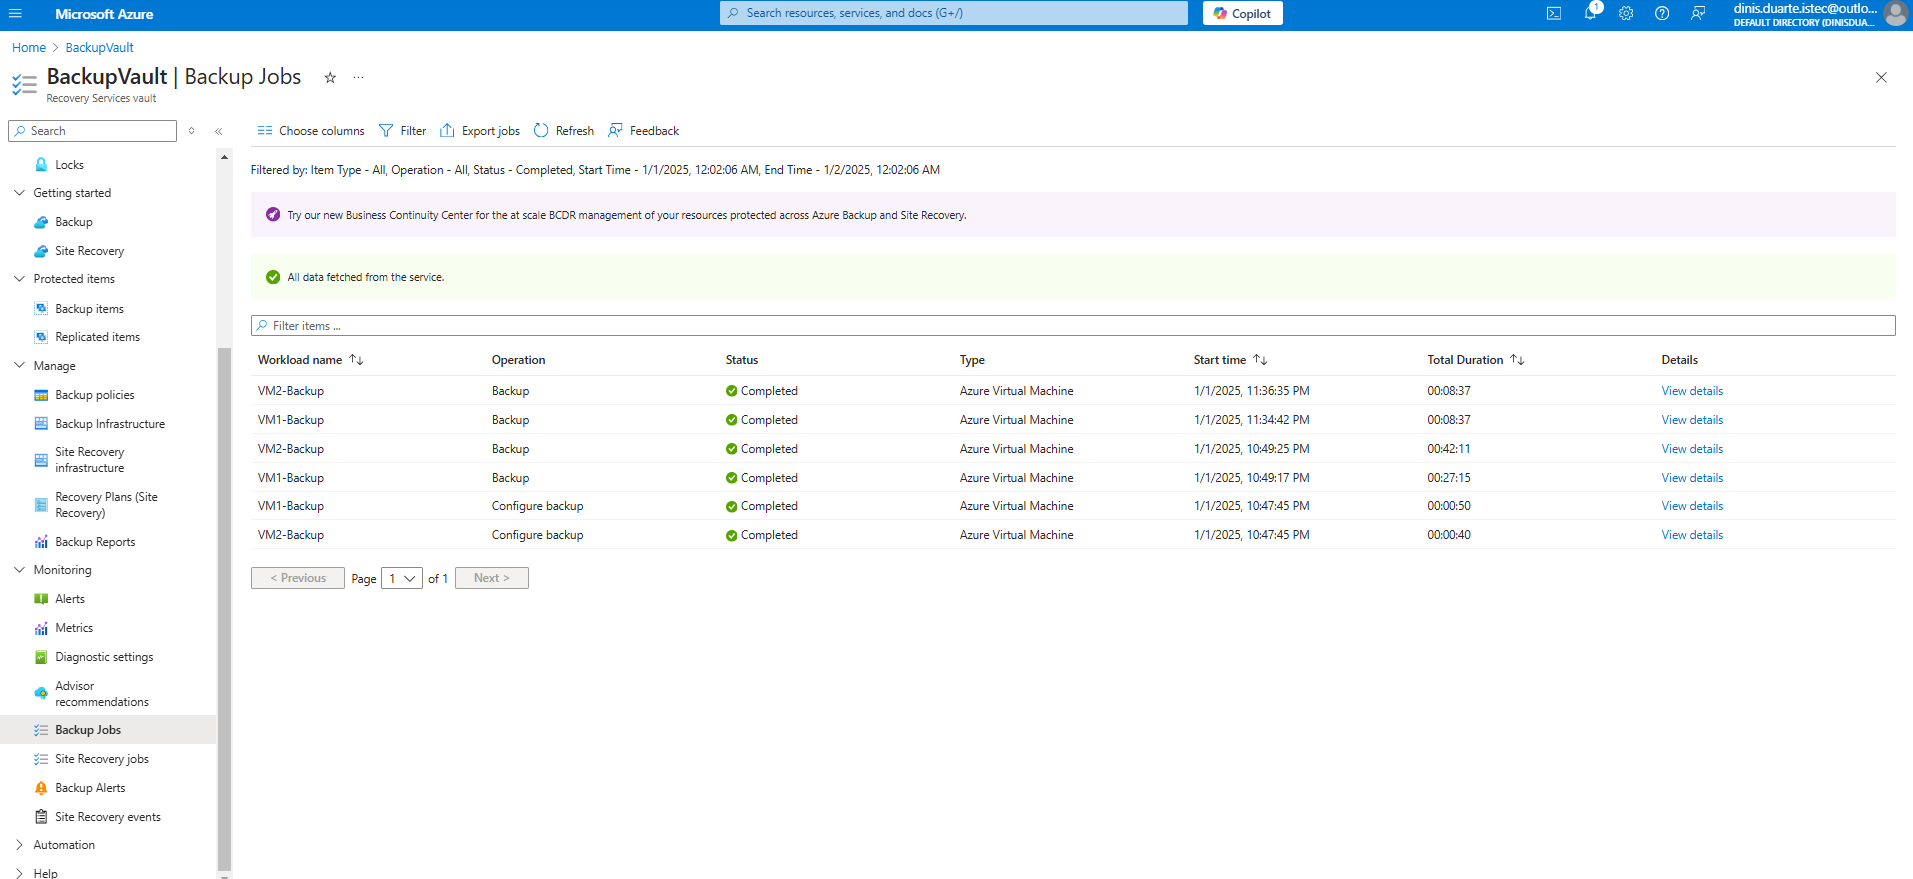 Microsoft Azure
Search resources, services, and docs (G+/)
Copilot
1
dinis.duarte.istec@outlo...
DEFAULT DIRECTORY (DINISDUA...
Home > BackupVault
BackupVault | Backup Jobs
Recovery Services vault
Search
Locks
Getting started
Backup
Site Recovery
Protected items
Backup items
Replicated items
Manage
Backup policies
Backup Infrastructure
Site Recovery
infrastructure
Recovery Plans (Site
Recovery)
Backup Reports
Monitoring
Alerts
Metrics
Diagnostic settings
Advisor
recommendations
Backup Jobs
Site Recovery jobs
Backup Alerts
Site Recovery events
Automation
Help
Choose columns Filter Export jobs Refresh Feedback
Filtered by: Item Type - All, Operation - All, Status - Completed, Start Time - 1/1/2025, 12:02:06 AM, End Time - 1/2/2025, 12:02:06 AM
Try our new Business Continuity Center for the at scale BCDR management of your resources protected across Azure Backup and Site Recovery.
All data fetched from the service.
Filter items ...
Workload name Operation Status Type Start time Total Duration Details
VM2-Backup Backup Completed Azure Virtual Machine 1/1/2025, 11:36:35 PM 00:08:37 View details
VM1-Backup Backup Completed Azure Virtual Machine 1/1/2025, 11:34:42 PM 00:08:37 View details
VM2-Backup Backup Completed Azure Virtual Machine 1/1/2025, 10:49:25 PM 00:42:11 View details
VM1-Backup Backup Completed Azure Virtual Machine 1/1/2025, 10:49:17 PM 00:27:15 View details
VM1-Backup Configure backup Completed Azure Virtual Machine 1/1/2025, 10:47:45 PM 00:00:50 View details
VM2-Backup Configure backup Completed Azure Virtual Machine 1/1/2025, 10:47:45 PM 00:00:40 View details
< Previous Page 1 of 1 Next >